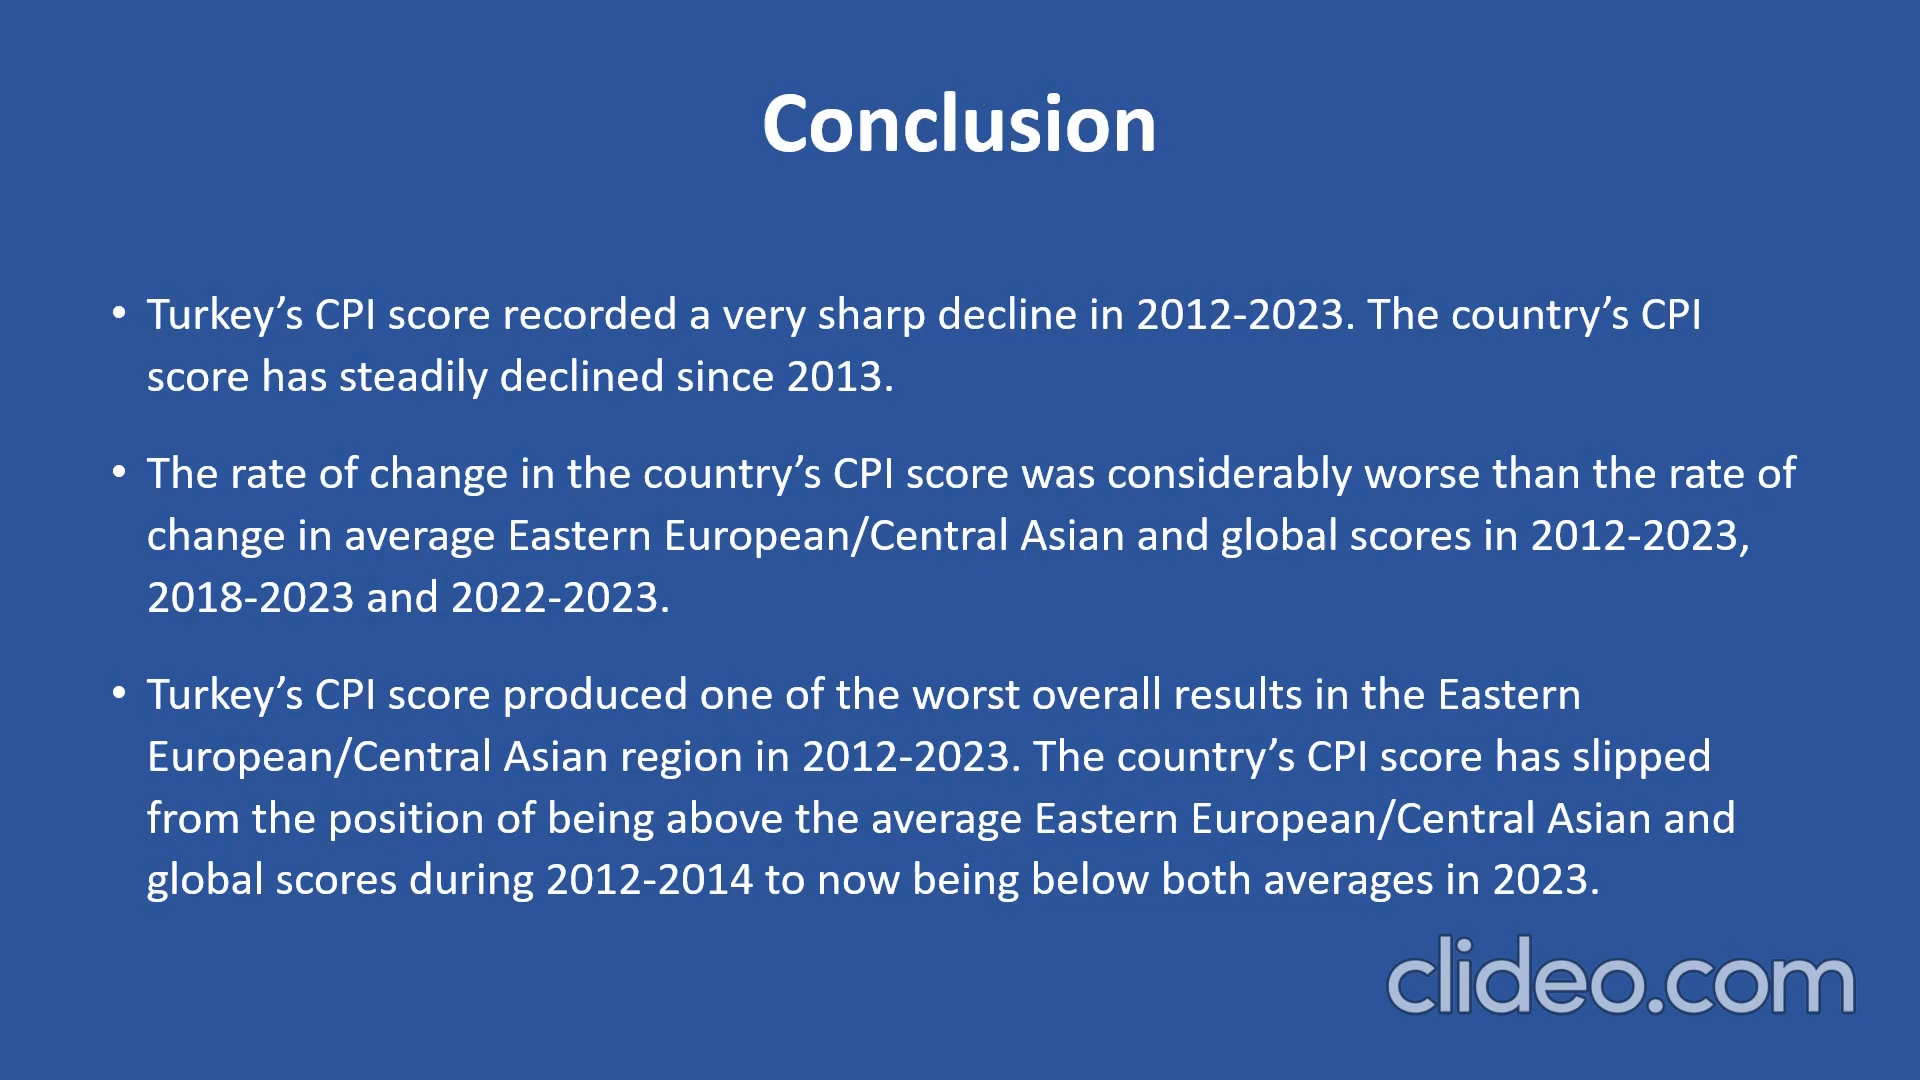 Conclusion
• Turkey’s CPI score recorded a very sharp decline in 2012-2023. The country’s CPI
score has steadily declined since 2013.
• The rate of change in the country’s CPI score was considerably worse than the rate of
change in average Eastern European/Central Asian and global scores in 2012-2023,
2018-2023 and 2022-2023.
• Turkey’s CPI score produced one of the worst overall results in the Eastern
European/Central Asian region in 2012-2023. The country’s CPI score has slipped
from the position of being above the average Eastern European/Central Asian and
global scores during 2012-2014 to now being below both averages in 2023.
clideo.com